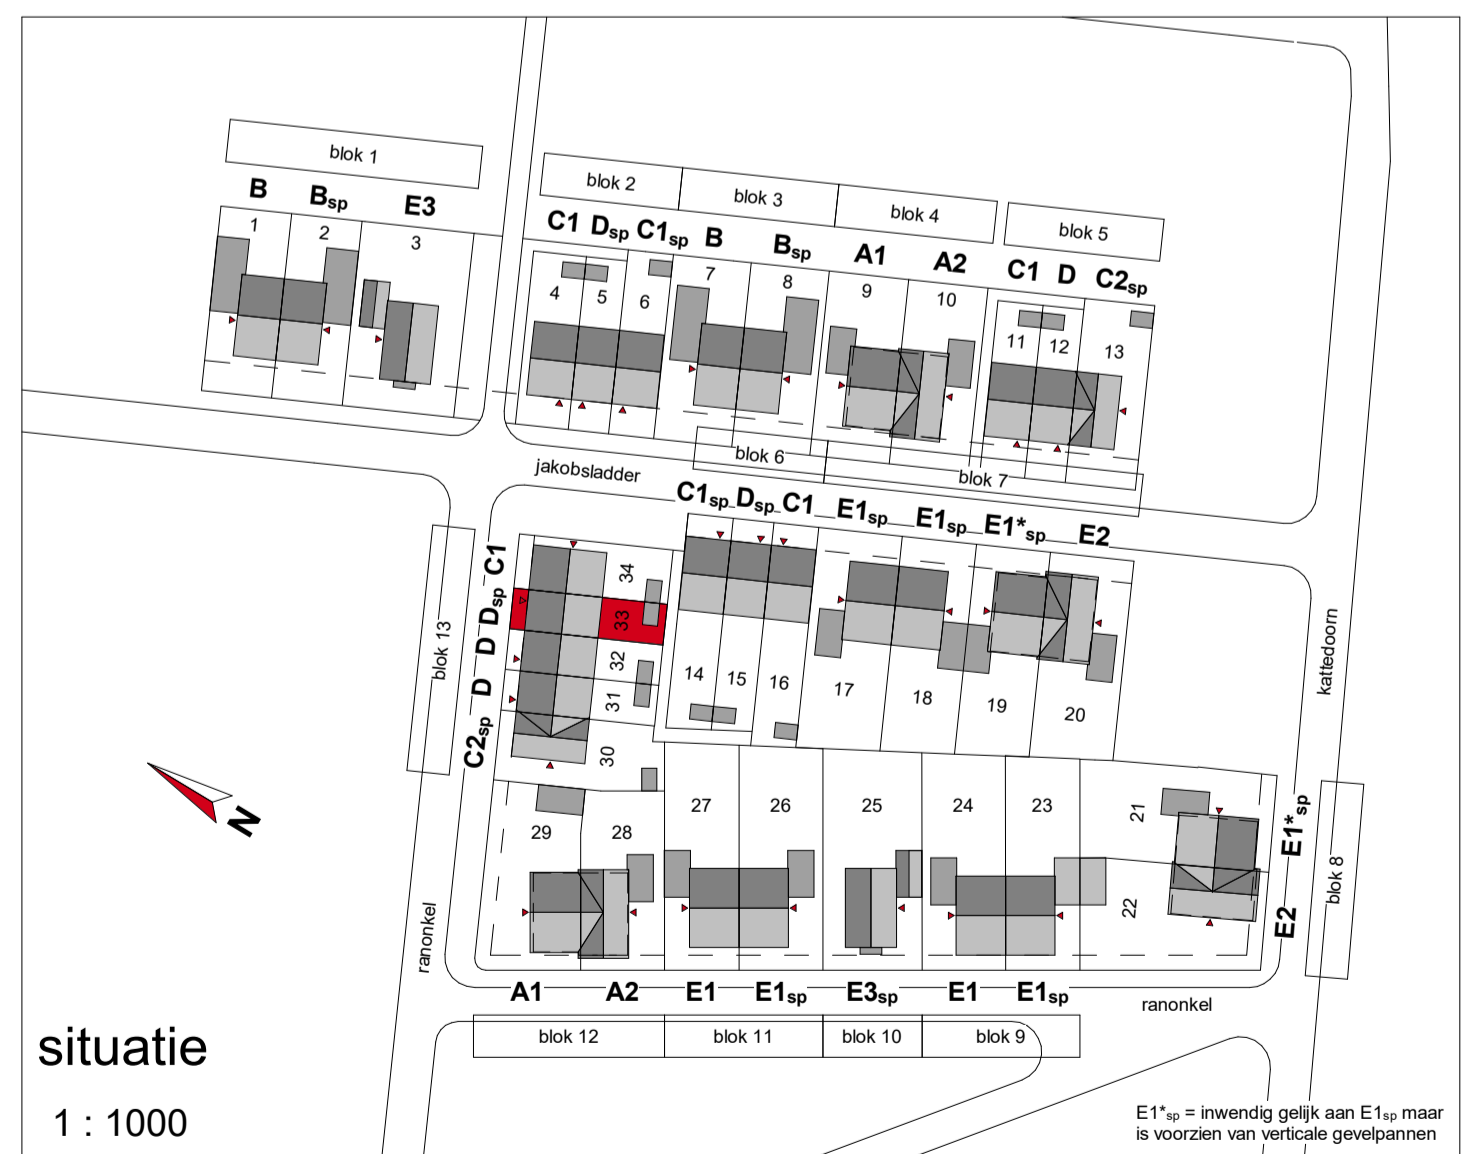 blok 1
B Bsp E3
1 2 3
blok 2 blok 3 blok 4 blok 5
C1 Dsp C1sp B Bsp A1 A2 C1 D C2sp
4 5 6 7 8 9 10 11 12 13
jakobsladder
blok 6 blok 7
C1sp Dsp C1 E1sp E1sp E1*sp E2
14 15 16 17 18 19 20
blok 13
C2sp D D Dsp C1
30 31 32 33 34
kattedoorn
N
29 28 27 26 25 24 23 22 21
E2 E1*sp
blok 8
ranonkel
A1 A2 E1 E1sp E3sp E1 E1sp
ranonkel
blok 12 blok 11 blok 10 blok 9
situatie
1 : 1000
E1*sp = inwendig gelijk aan E1sp maar
is voorzien van verticale gevelpannen